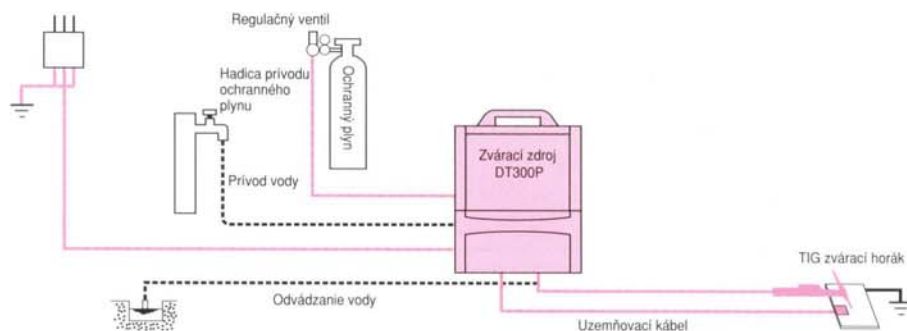 Regulačný ventil
Hadica prívodu
ochranného
plynu
Ochranný plyn
Zvárací zdroj
DT300P
Prívod vody
TIG zvárací horák
Odvádzanie vody
Uzemňovací kábel